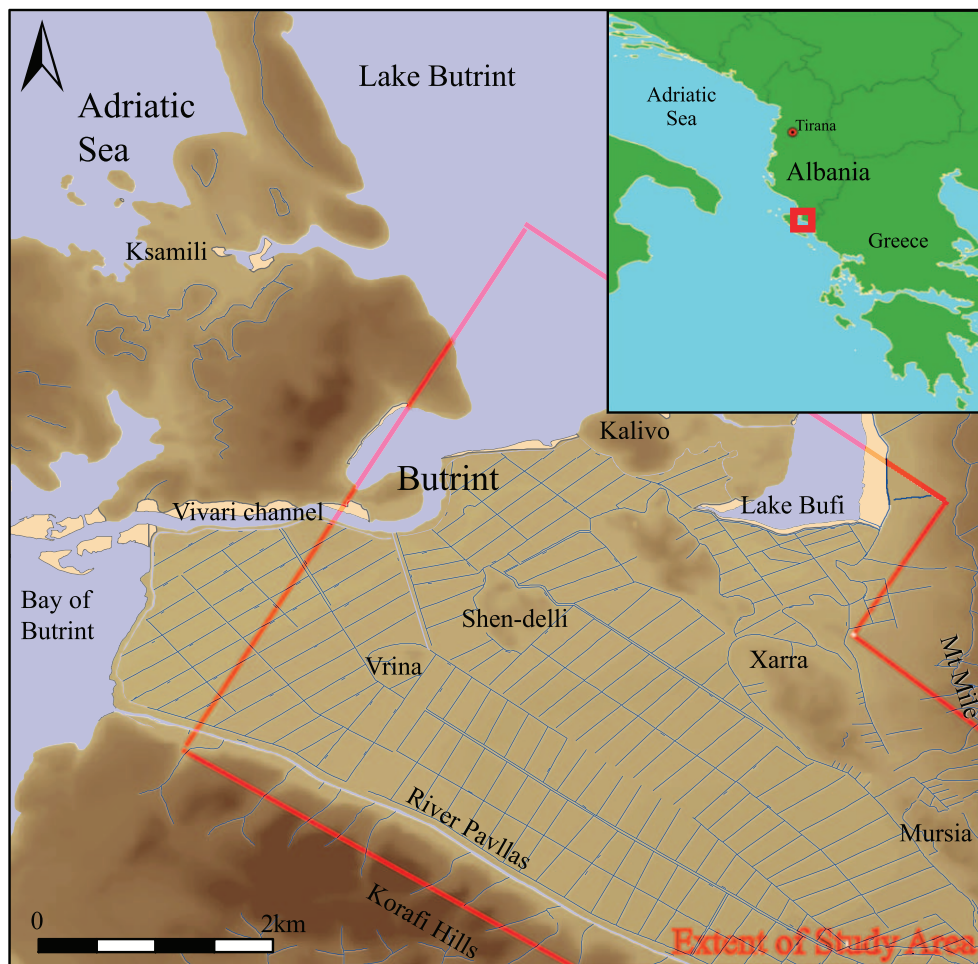 Lake Butrint
Adriatic
Sea
Adriatic
Sea
Tirana
Albania
Greece
Ksamili
Kalivo
Butrint
Lake Bufi
Vivari channel
Bay of
Butrint
Shen-delli
Vrina
Xarra
Mt Mile
River Pavllas
Mursia
Korafi Hills
0
2km
Extent of Study Area